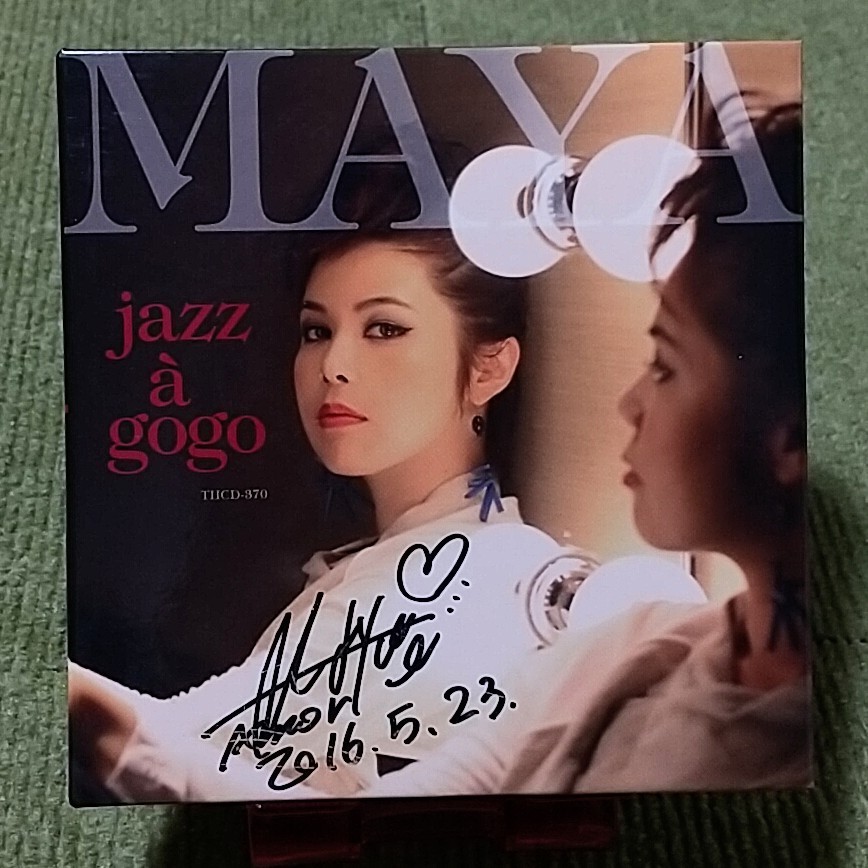 MAYA
jazz
à
gogo
THCD-370
2016.5.23.